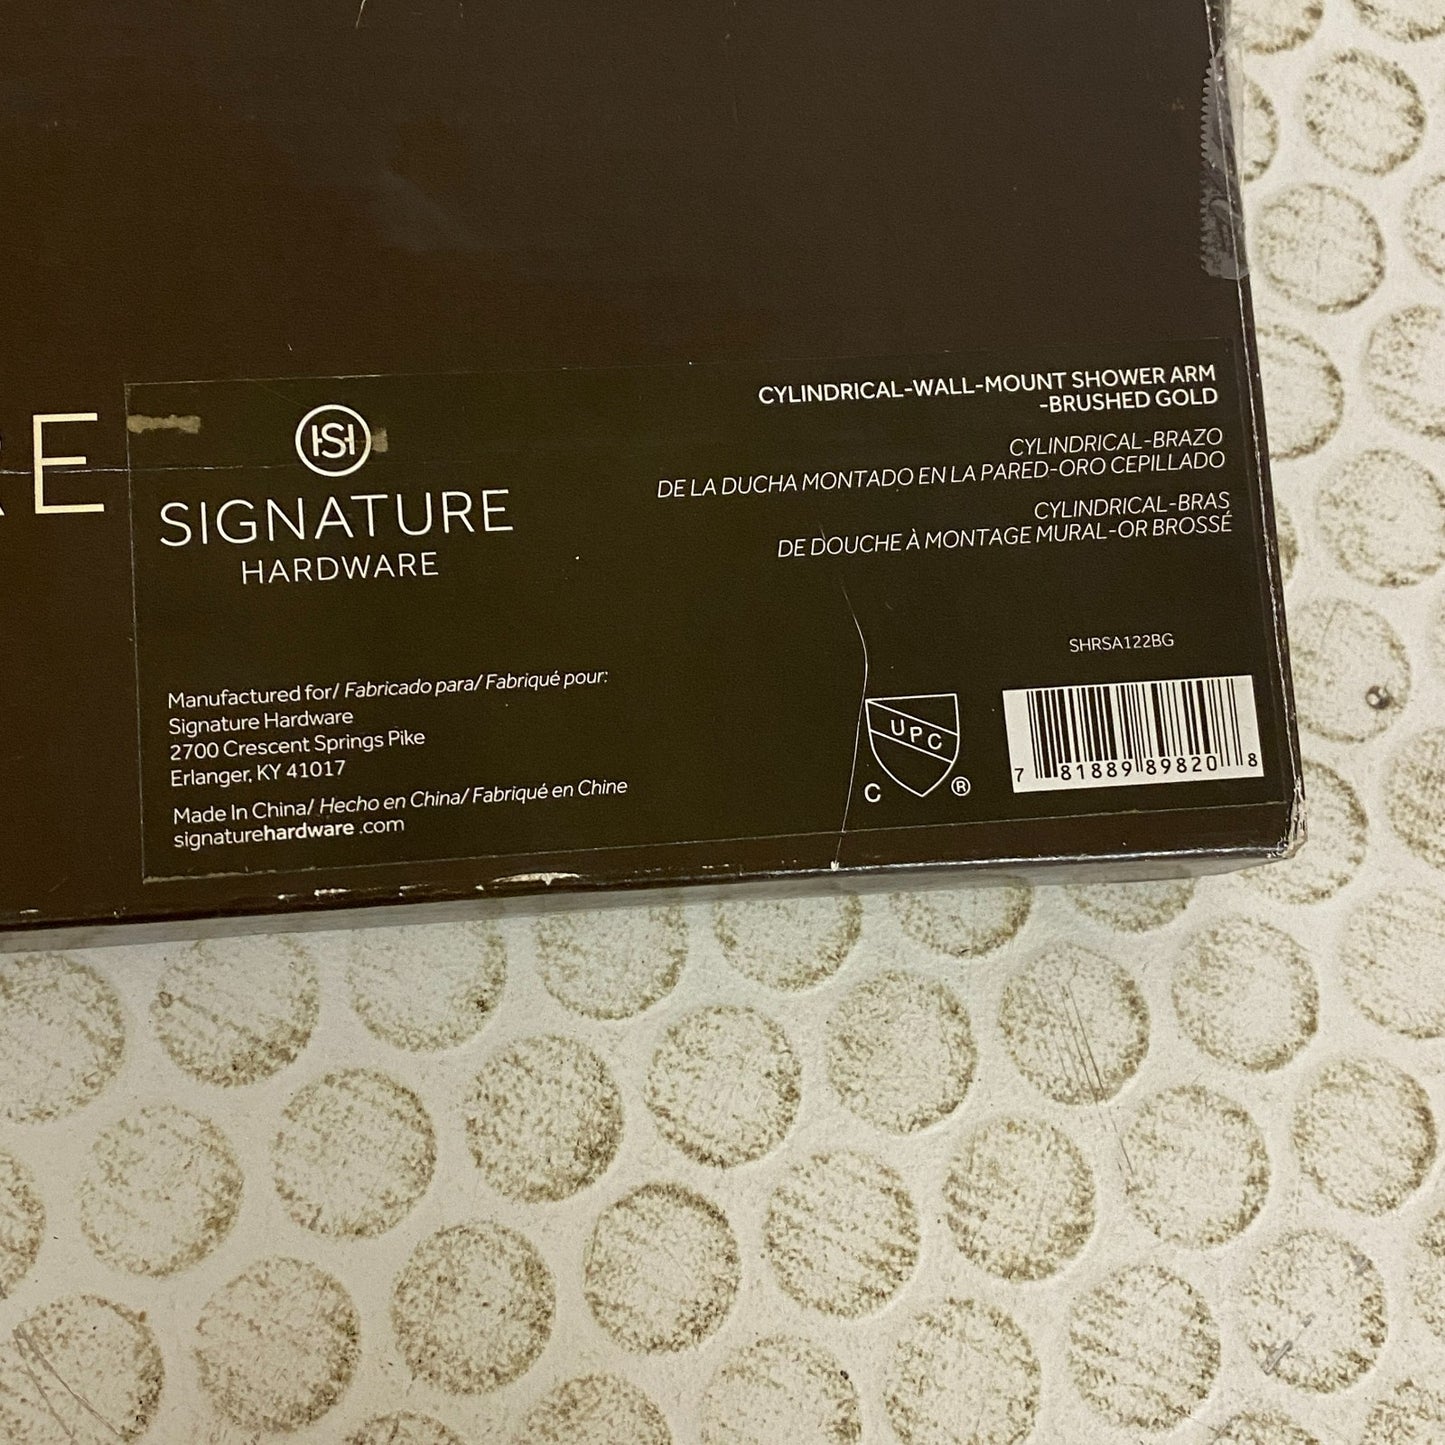 E
SIGNATURE
HARDWARE
CYLINDRICAL-WALL-MOUNT SHOWER ARM
-BRUSHED GOLD
CYLINDRICAL-BRAZO
DE LA DUCHA MONTADO EN LA PARED-ORO CEPILLADO
CYLINDRICAL-BRAS
DE DOUCHE À MONTAGE MURAL-OR BROSSÉ
Manufactured for/ Fabricado para/ Fabriqué pour:
Signature Hardware
2700 Crescent Springs Pike
Erlanger, KY 41017
Made In China/ Hecho en China/ Fabriqué en Chine
signaturehardware .com
SHRSA122BG
UPC
C ®
7 81889 89820 8